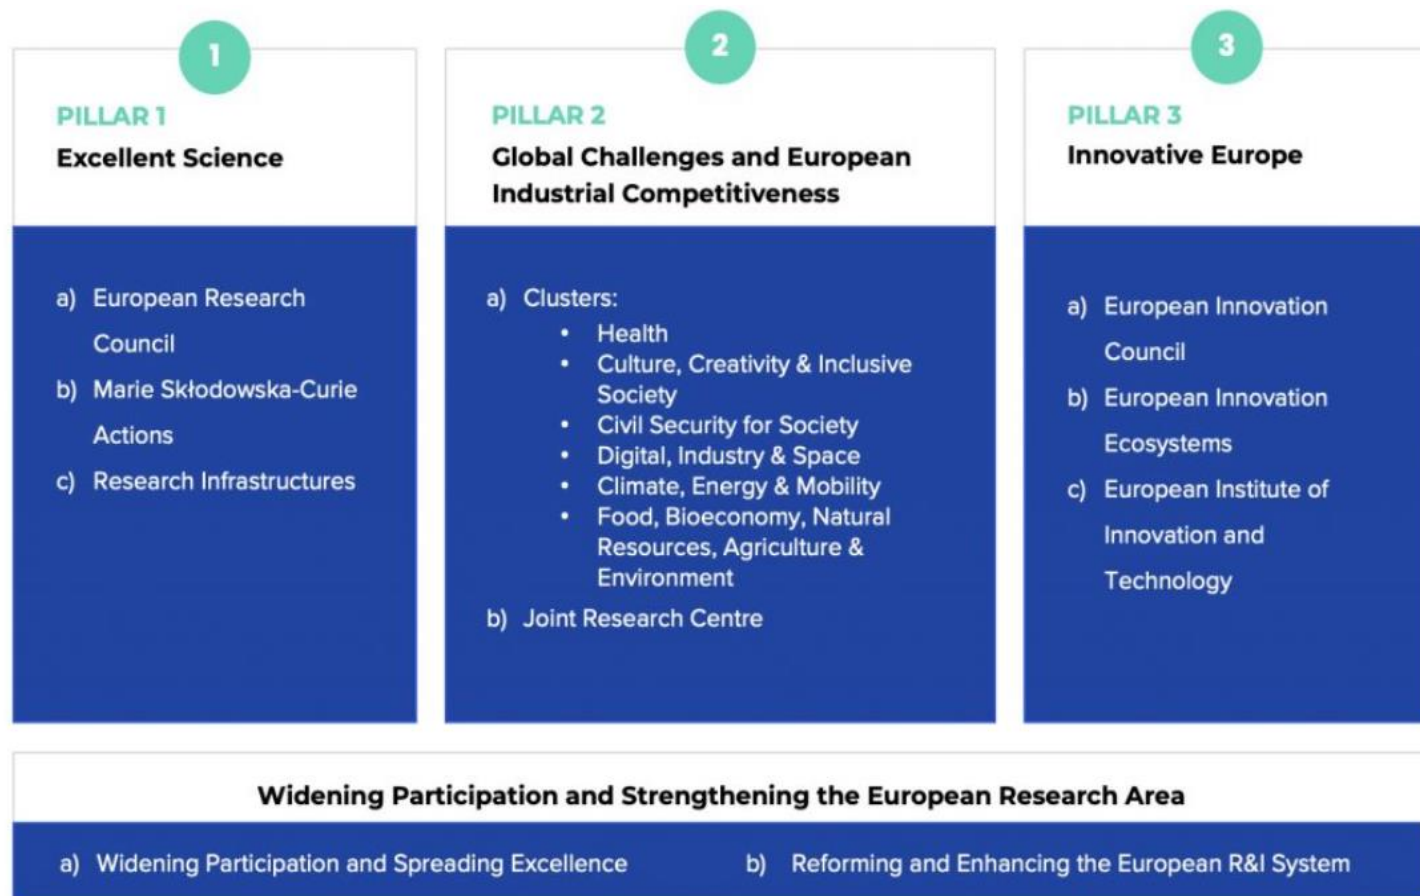 1
PILLAR 1
Excellent Science
a) European Research
Council
b) Marie Skłodowska-Curie
Actions
c) Research Infrastructures
2
PILLAR 2
Global Challenges and European
Industrial Competitiveness
a) Clusters:
• Health
• Culture, Creativity & Inclusive
Society
• Civil Security for Society
• Digital, Industry & Space
• Climate, Energy & Mobility
• Food, Bioeconomy, Natural
Resources, Agriculture &
Environment
b) Joint Research Centre
3
PILLAR 3
Innovative Europe
a) European Innovation
Council
b) European Innovation
Ecosystems
c) European Institute of
Innovation and
Technology
Widening Participation and Strengthening the European Research Area
a) Widening Participation and Spreading Excellence
b) Reforming and Enhancing the European R&I System